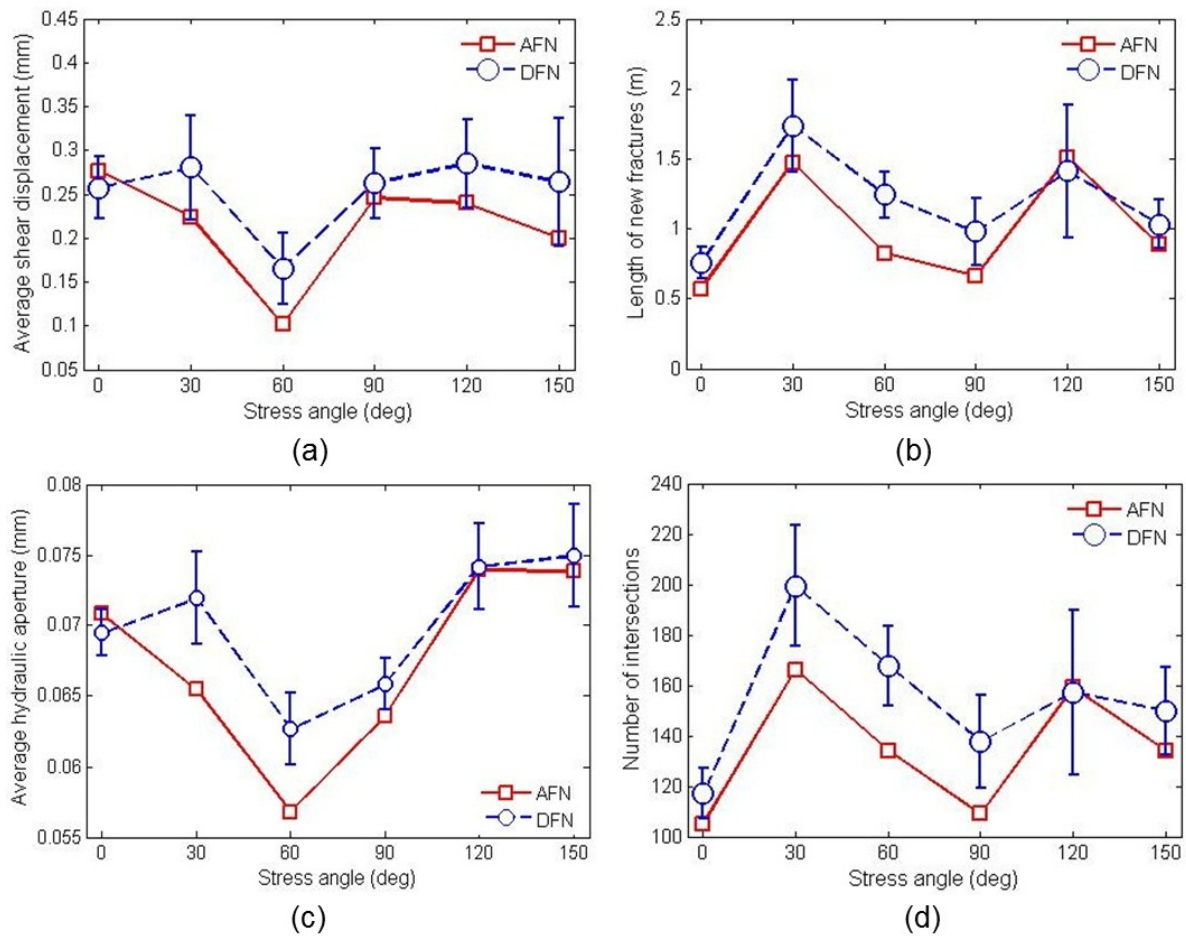 0.45
0.4
0.35
0.3
0.25
0.2
0.15
0.1
0.05
Average shear displacement (mm)
AFN
DFN
0 30 60 90 120 150
Stress angle (deg)
(a)
2.5
2
1.5
1
0.5
0
Length of new fractures (m)
AFN
DFN
0 30 60 90 120 150
Stress angle (deg)
(b)
0.08
0.075
0.07
0.065
0.06
0.055
Average hydraulic aperture (mm)
AFN
DFN
0 30 60 90 120 150
Stress angle (deg)
(c)
240
220
200
180
160
140
120
100
Number of intersections
AFN
DFN
0 30 60 90 120 150
Stress angle (deg)
(d)